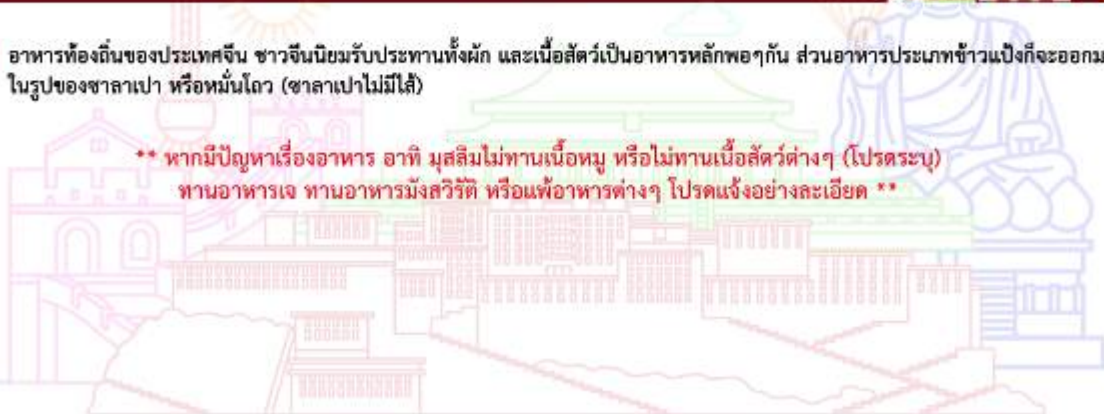 อาหารท้องถิ่นของประเทศจีน ชาวจีนนิยมรับประทานทั้งผัก และเนื้อสัตว์เป็นอาหารหลักพอๆกัน ส่วนอาหารประเภทข้าวแป้งก็จะออกม
ในรูปของซาลาเปา หรือหมั่นโถว (ซาลาเปาไม่มีไส้)
** หากมีปัญหาเรื่องอาหาร อาทิ มุสลิมไม่ทานเนื้อหมู หรือไม่ทานเนื้อสัตว์ต่างๆ (โปรดระบุ)
ทานอาหารเจ ทานอาหารมังสวิรัติ หรือแพ้อาหารต่างๆ โปรดแจ้งอย่างละเอียด **